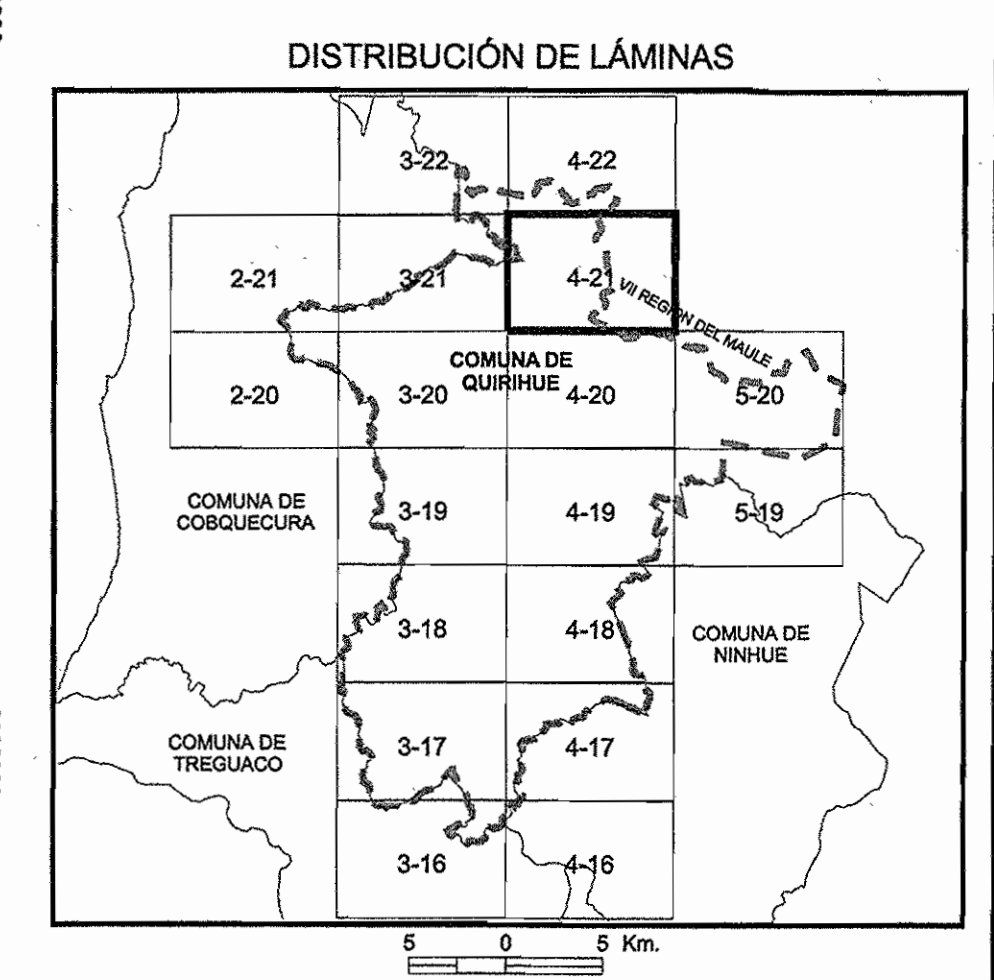 DISTRIBUCIÓN DE LÁMINAS
3-22 4-22
2-21 3-21 4-21
VII REGION DEL MAULE
COMUNA DE
QUIRIHUE
2-20 3-20 4-20 5-20
COMUNA DE
COBQUECURA
3-19 4-19 5-19
3-18 4-18
COMUNA DE
NINHUE
COMUNA DE
TREGUACO
3-17 4-17
3-16 4-16
5 0 5 Km.